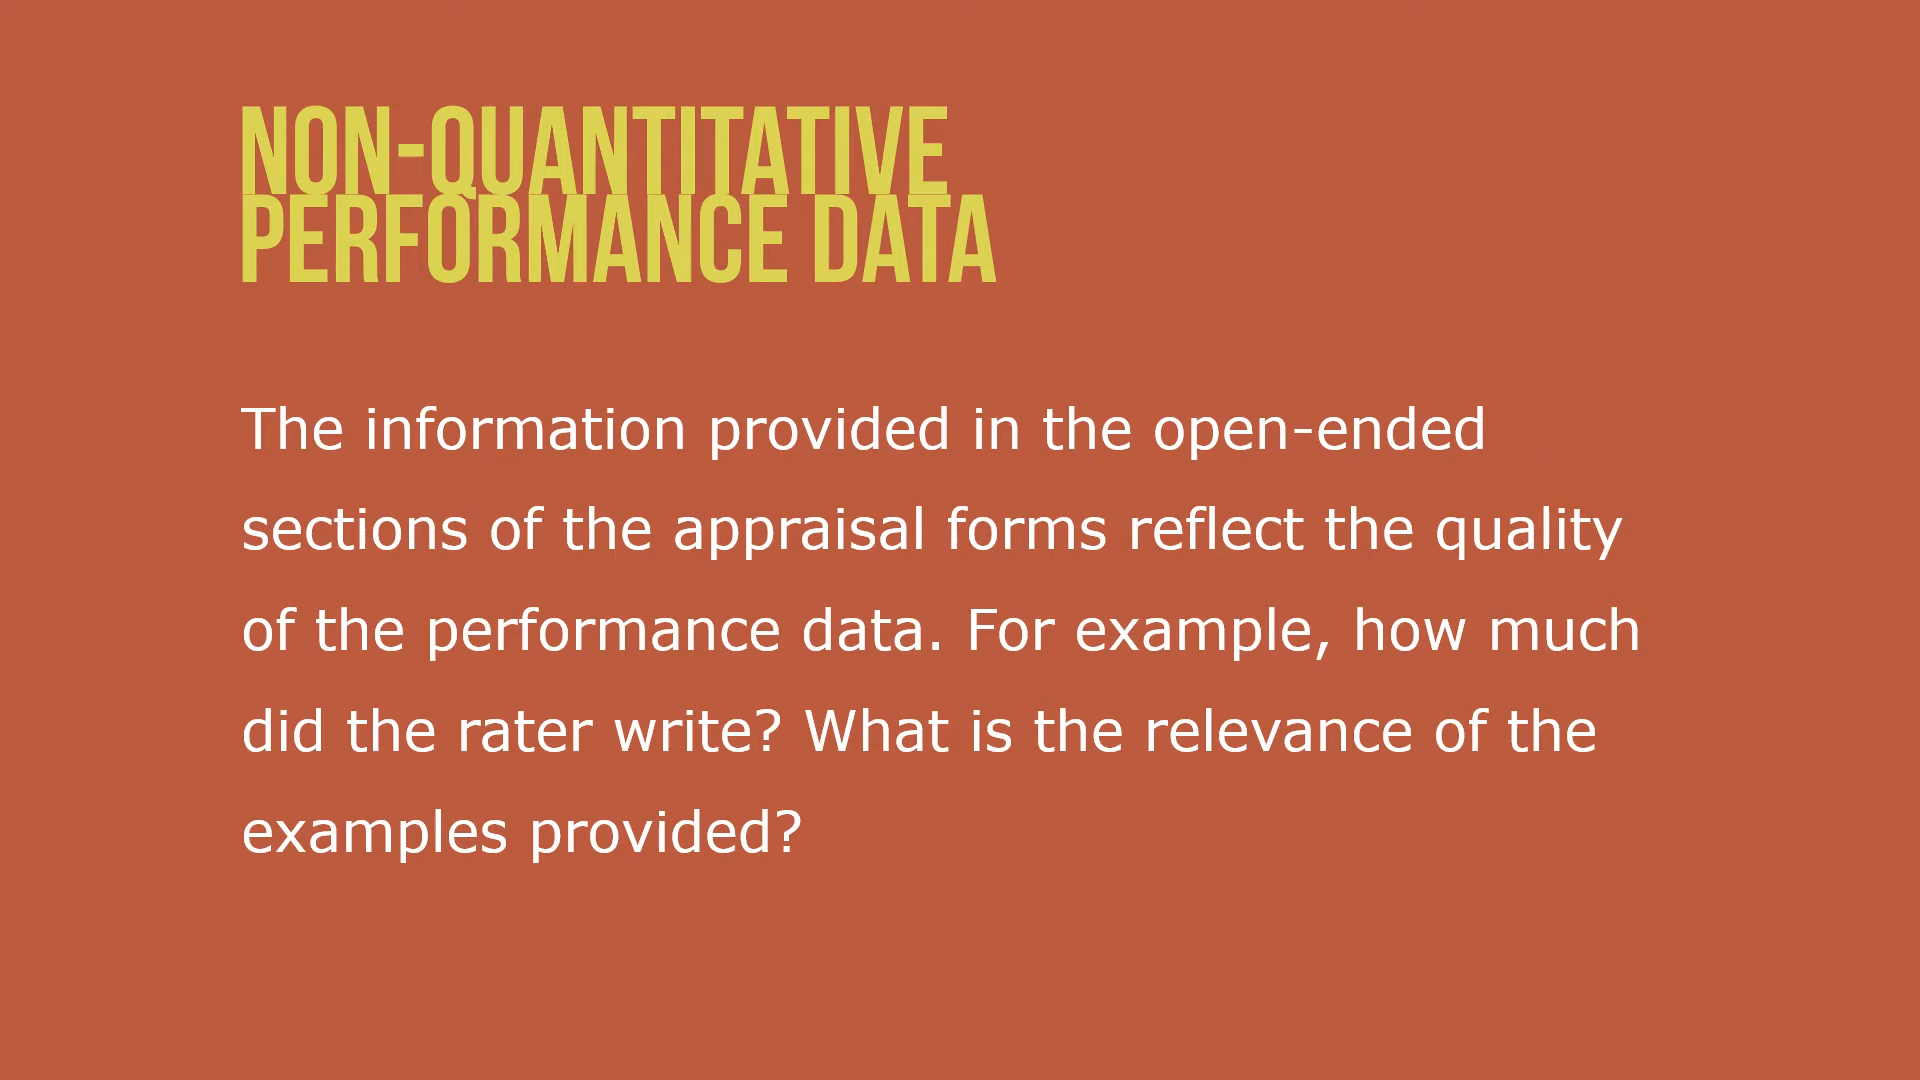 NON-QUANTITATIVE
PERFORMANCE DATA
The information provided in the open-ended
sections of the appraisal forms reflect the quality
of the performance data. For example, how much
did the rater write? What is the relevance of the
examples provided?